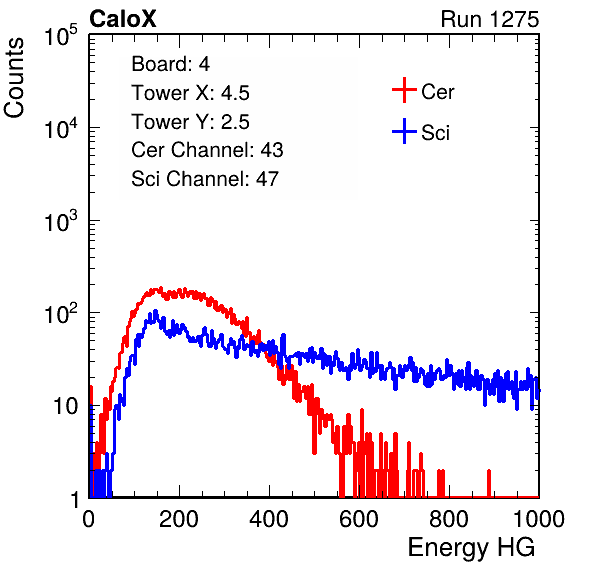 CaloX Run 1275
Counts
Board: 4
Tower X: 4.5
Tower Y: 2.5
Cer Channel: 43
Sci Channel: 47
Cer
Sci
10^5
10^4
10^3
10^2
10
1
0 200 400 600 800 1000
Energy HG